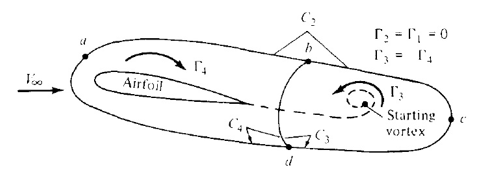 C₂
Γ₂ = Γ₁ = 0
Γ₃ = Γ₄
a
b
Γ₄
V∞
Airfoil
Γ₃
Starting
vortex
c
C₄
C₃
d